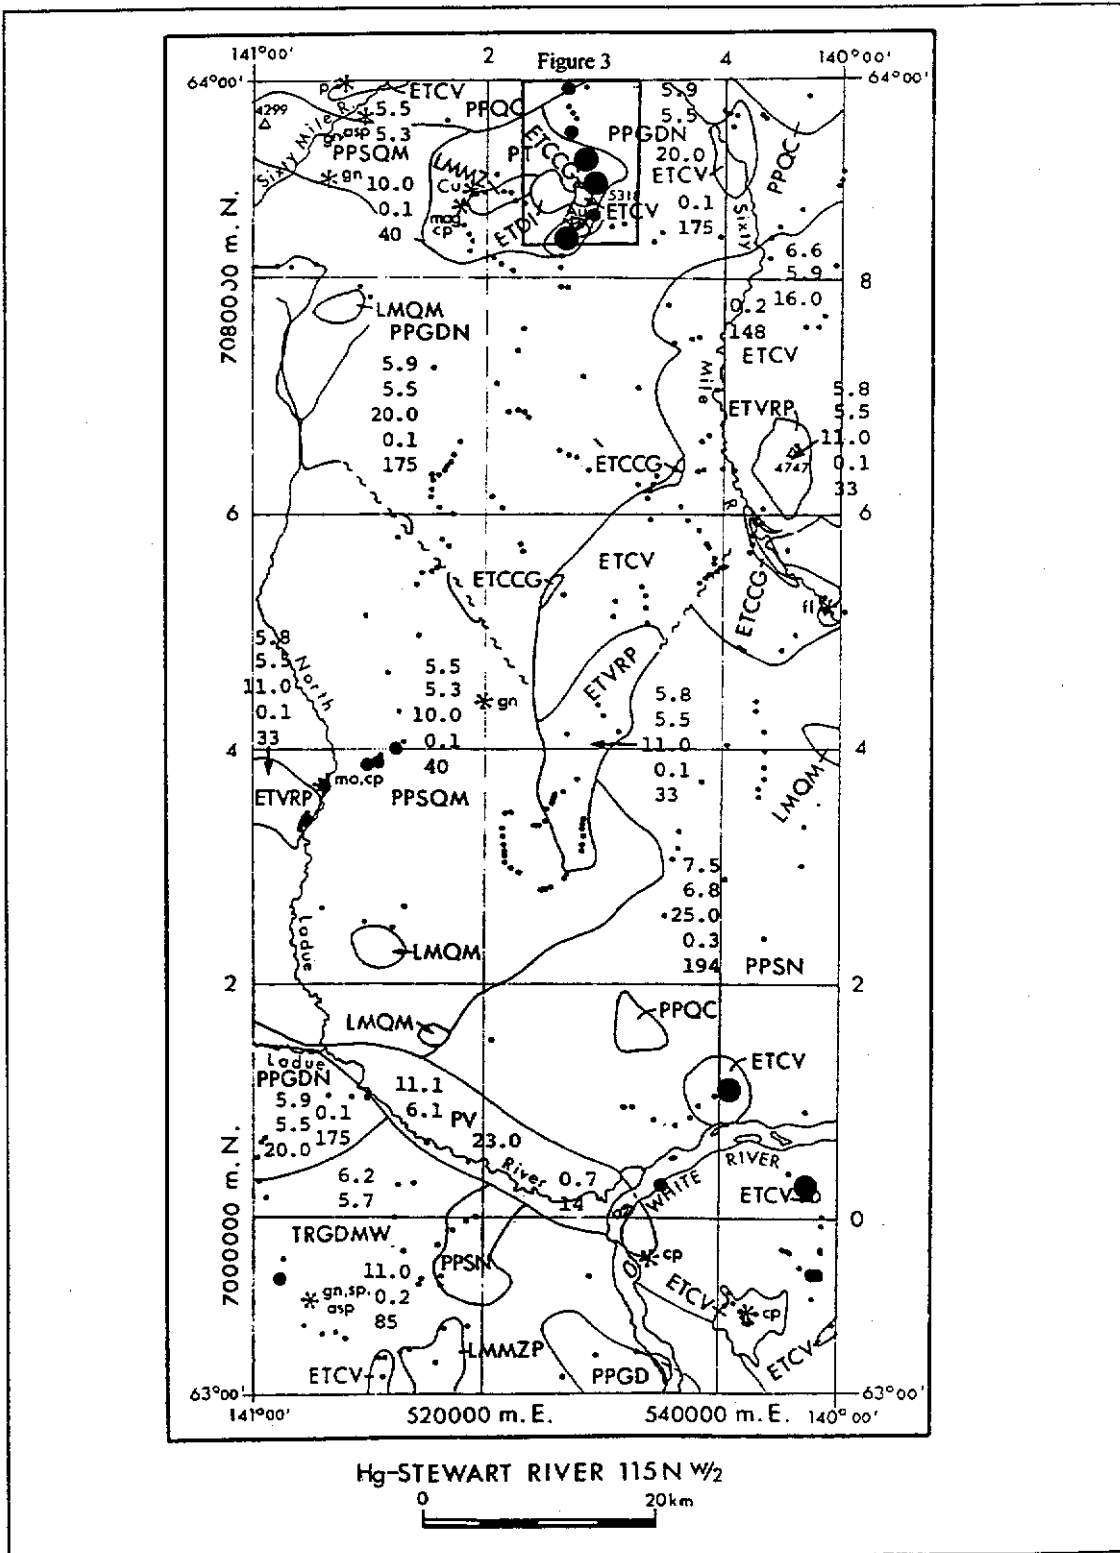 141°00'
2
Figure 3
4
140°00'
64°00'
64°00'
p
ETCV
4299
5.5
PPQC
5.9
5.5
gn,asp
5.3
PPGDN
PPSQM
PT
ETCCG
20.0
PPQC
LMMZ
ETCV
gn
10.0
Cu
5318
0.1
mag
cp
Au
ETCV
0.1
ETDI
175
40
Sixty Mile R.
Sixty
6.6
5.9
8
7080000 m. N.
LMQM
0.2
16.0
148
PPGDN
ETCV
5.9
Mile
5.8
5.5
ETVRP
5.5
20.0
11.0
0.1
ETCCG
4747
0.1
175
33
R.
6
6
ETCV
ETCCG
ETCCG
fl
5.8
North
5.5
ETVRP
5.5
5.3
5.8
11.0
gn
10.0
5.5
0.1
0.1
11.0
33
4
4
mo,cp
40
0.1
LMQM
ETVRP
PPSQM
33
7.5
6.8
25.0
Ladue
0.3
LMQM
194
PPSN
2
2
LMQM
PPQC
Ladue
ETCV
PPGDN
11.1
5.9
0.1
6.1
PV
5.5
175
23.0
20.0
River
RIVER
6.2
0.7
WHITE
5.7
14
ETCV
7000000 m. N.
0
TRGDMW
PPSN
cp
11.0
ETCV
gn,sp,
asp
0.2
cp
85
LMMZP
ETCV
ETCV
PPGD
63°00'
63°00'
141°00'
520000 m.E.
540000 m.E.
140°00'
Hg-STEWART RIVER 115N W/2
0
20km